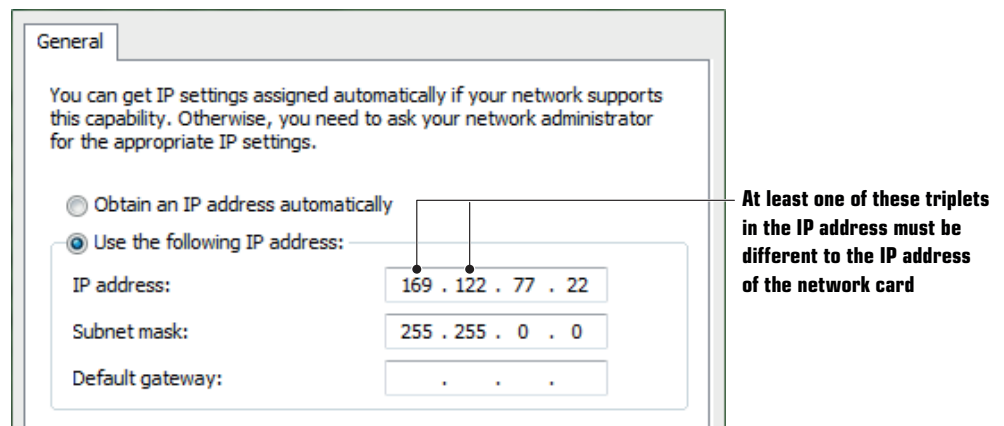 General
You can get IP settings assigned automatically if your network supports
this capability. Otherwise, you need to ask your network administrator
for the appropriate IP settings.
Obtain an IP address automatically
Use the following IP address:
IP address: 169 . 122 . 77 . 22
Subnet mask: 255 . 255 . 0 . 0
Default gateway: . . .
At least one of these triplets
in the IP address must be
different to the IP address
of the network card